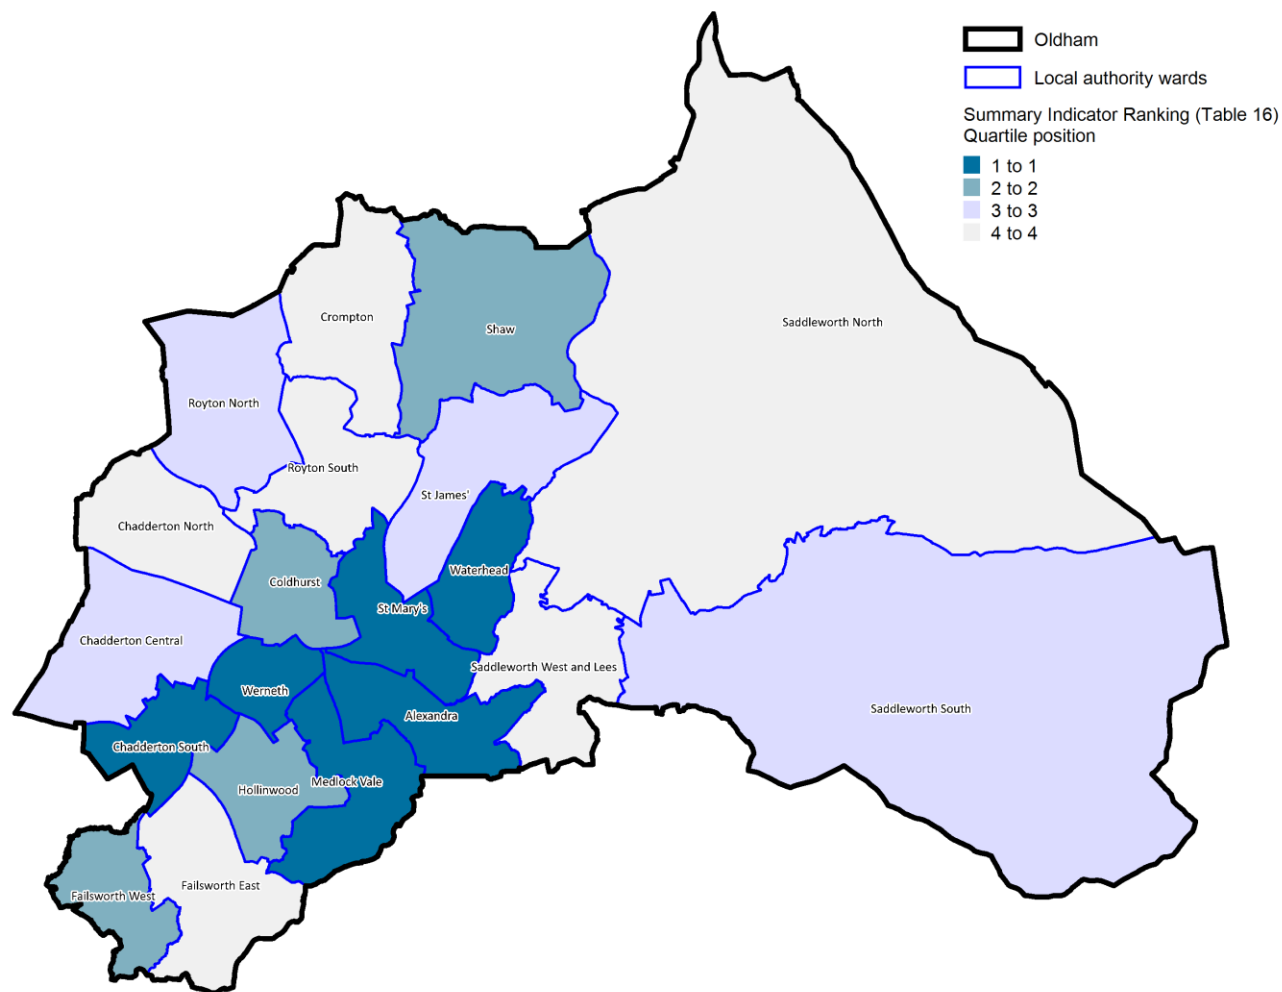 Oldham
Local authority wards
Summary Indicator Ranking (Table 16)
Quartile position
1 to 1
2 to 2
3 to 3
4 to 4
Crompton
Shaw
Saddleworth North
Royton North
Royton South
St James'
Chadderton North
Coldhurst
Waterhead
St Mary's
Chadderton Central
Saddleworth West and Lees
Werneth
Alexandra
Saddleworth South
Chadderton South
Medlock Vale
Hollinwood
Failsworth East
Failsworth West